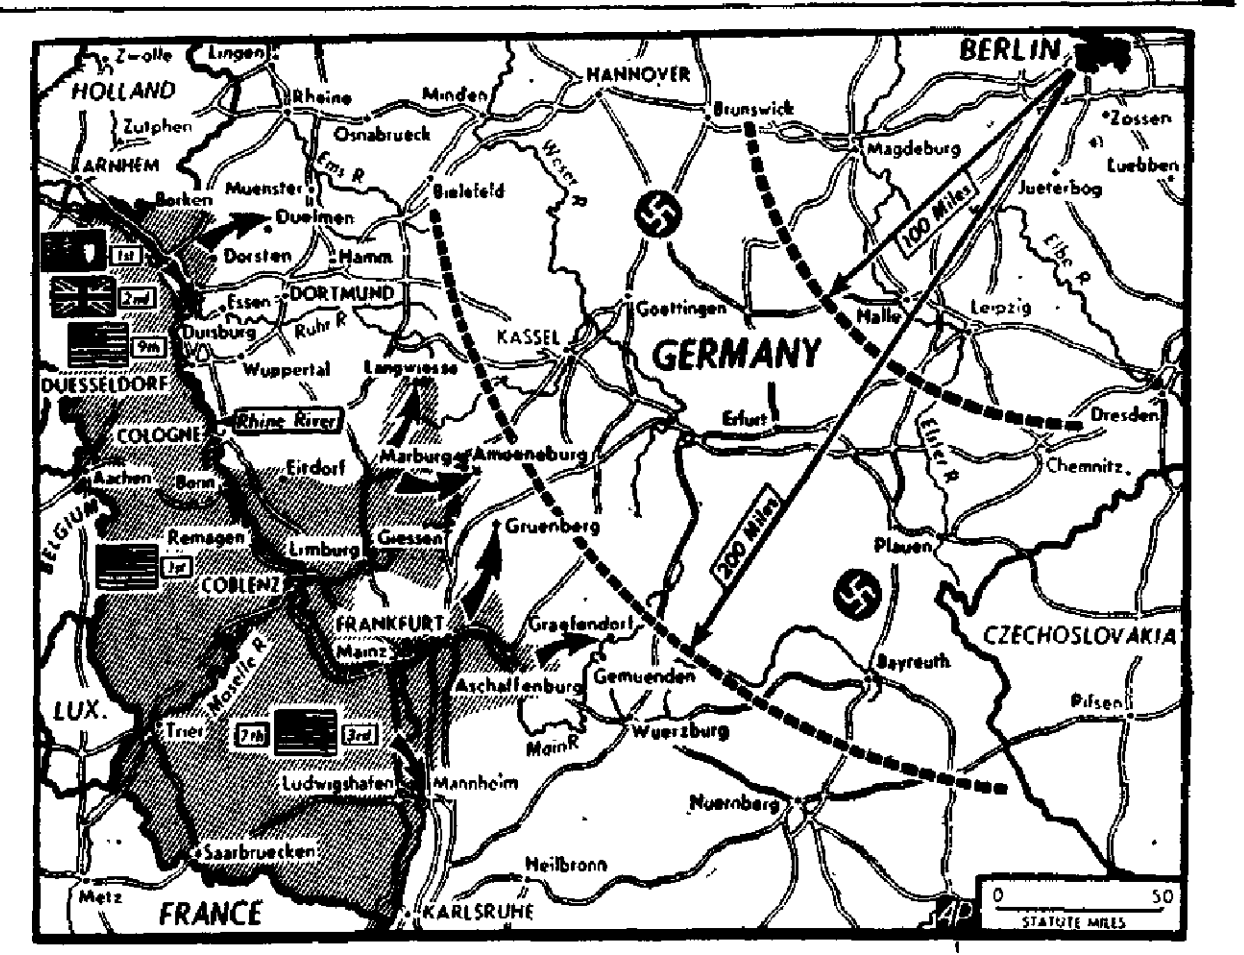 BERLIN
Zwolle
Lingen
HANNOVER
HOLLAND
Rheine
Minden
Brunswick
Zossen
Zutphen
Osnabrueck
Magdeburg
Luebben
ARNHEM
Ems R
Weser R
Muenster
Bielefeld
Jueterbog
Borken
Duelmen
100 Miles
Elbe R
1st
Dorsten
Hamm
2nd
Essen
DORTMUND
Goettingen
Halle
Leipzig
Duisburg
Ruhr R
KASSEL
9th
GERMANY
Wuppertal
Langwiesse
DUESSELDORF
Dresden
Rhine River
Erfurt
COLOGNE
Elster R
Marburg
Amoeneburg
Eitdorf
Chemnitz
Aachen
Bonn
BELGIUM
Gruenberg
200 Miles
Remagen
Giessen
Limburg
Plauen
1st
COBLENZ
FRANKFURT
Graefendorf
CZECHOSLOVAKIA
Mainz
Moselle R
Bayreuth
Gemuenden
Aschaffenburg
LUX.
Pilsen
Trier
7th
3rd
Main R
Wuerzburg
Ludwigshafen
Mannheim
Nuernberg
Saarbruecken
Heilbronn
Metz
FRANCE
KARLSRUHE
AP
0 50
STATUTE MILES